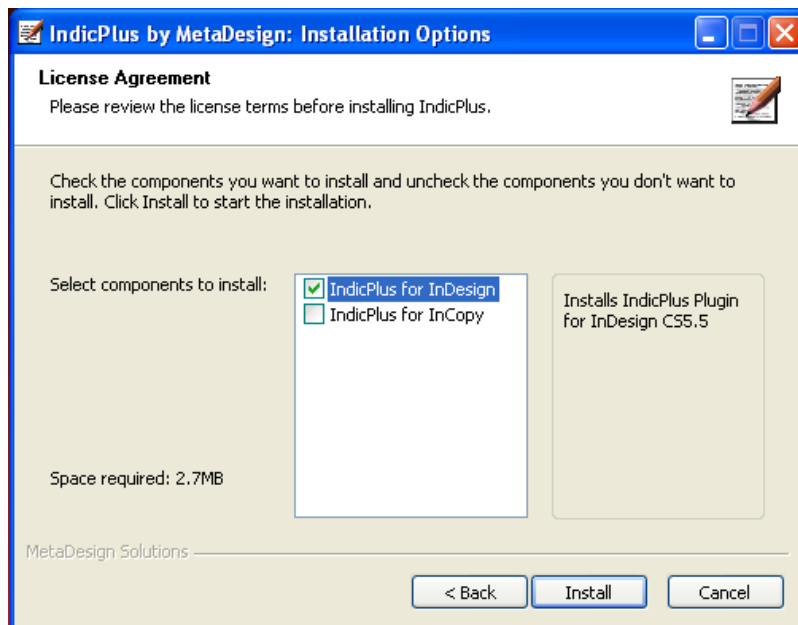 IndicPlus by MetaDesign: Installation Options
License Agreement
Please review the license terms before installing IndicPlus.
Check the components you want to install and uncheck the components you don't want to
install. Click Install to start the installation.
Select components to install:
IndicPlus for InDesign
IndicPlus for InCopy
Installs IndicPlus Plugin
for InDesign CS5.5
Space required: 2.7MB
MetaDesign Solutions
< Back
Install
Cancel